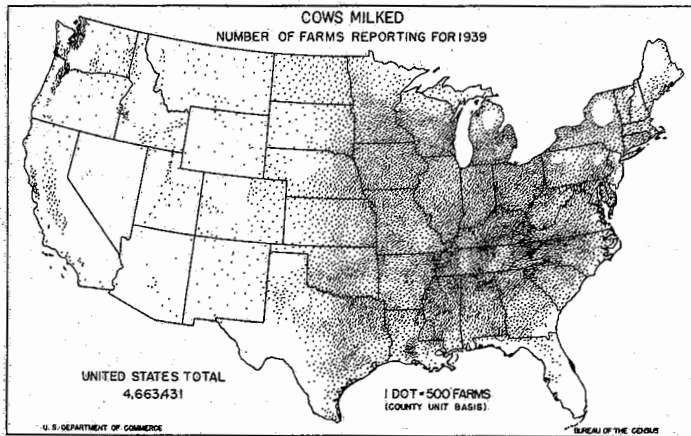 COWS MILKED
NUMBER OF FARMS REPORTING FOR 1939
UNITED STATES TOTAL
4,663,431
1 DOT=500 FARMS
(COUNTY UNIT BASIS)
U. S. DEPARTMENT OF COMMERCE
BUREAU OF THE CENSUS